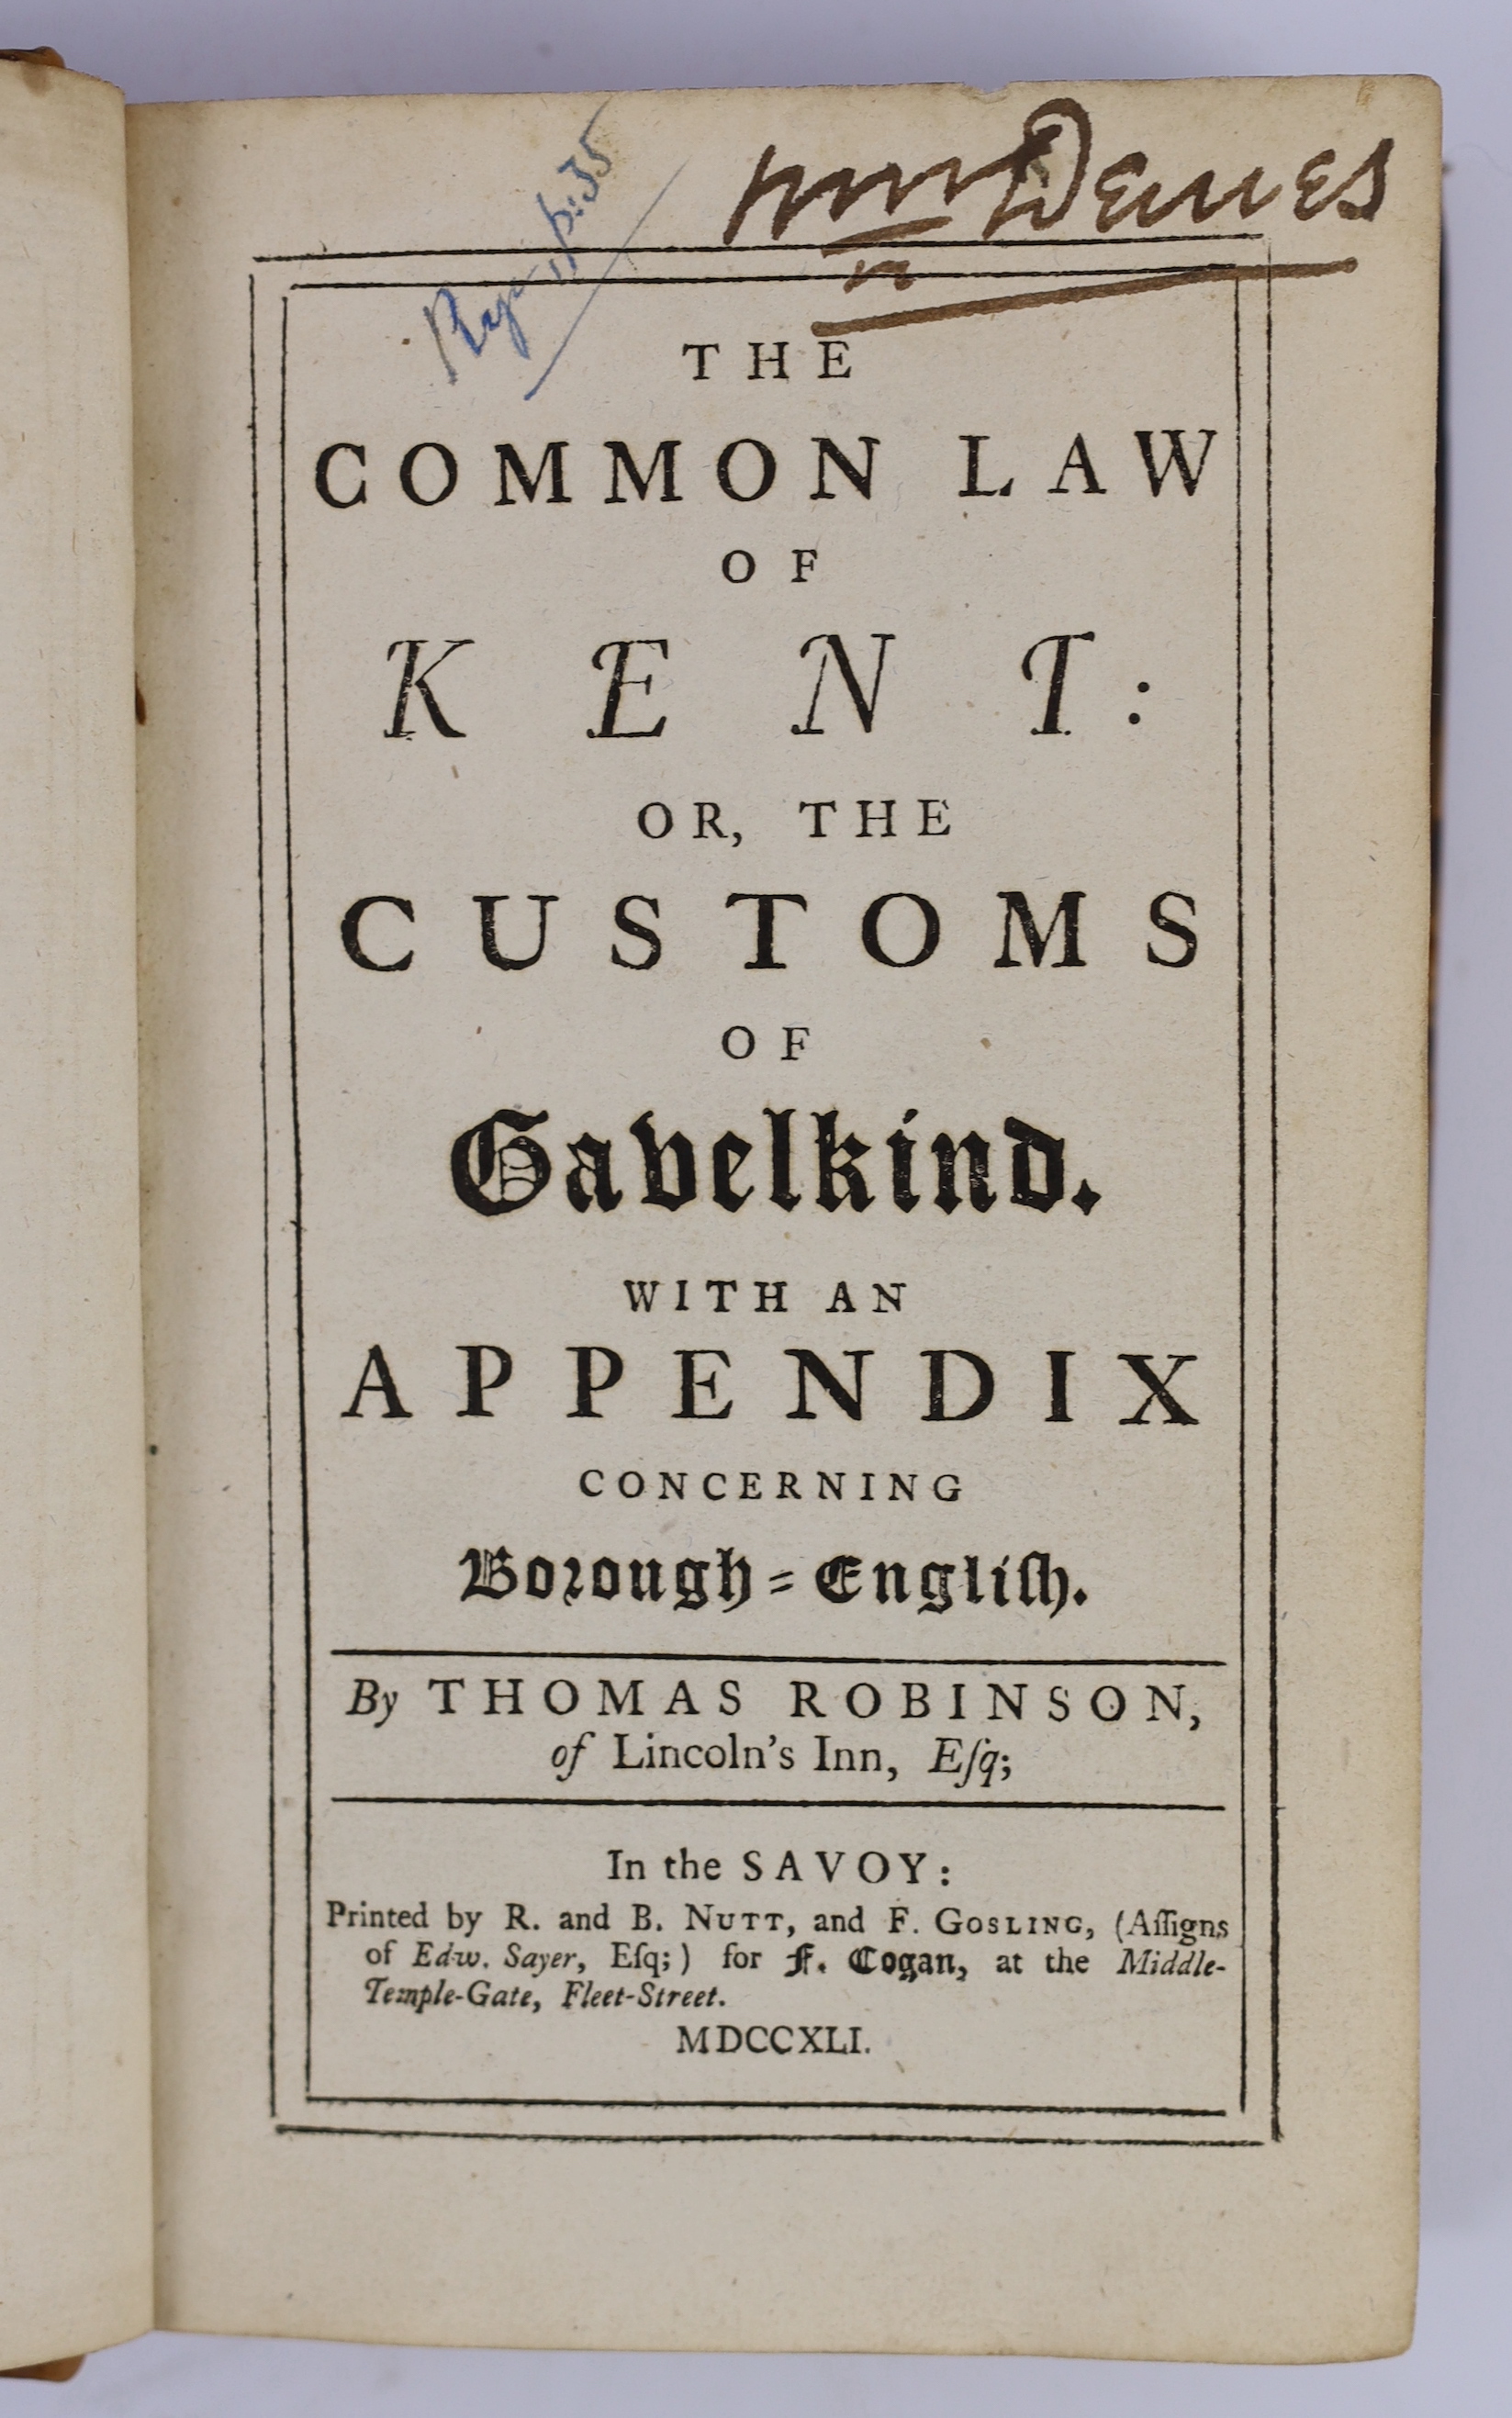 p:35
THE
COMMON LAW
OF
KENT:
OR, THE
CUSTOMS
OF
Gavelkind.
WITH AN
APPENDIX
CONCERNING
Borough=Engliſh.
By THOMAS ROBINSON,
of Lincoln's Inn, Eſq;
In the SAVOY:
Printed by R. and B. NUTT, and F. GOSLING, (Aſſigns
of Edw. Sayer, Eſq;) for F. Cogan, at the Middle-
Temple-Gate, Fleet-Street.
MDCCXLI.